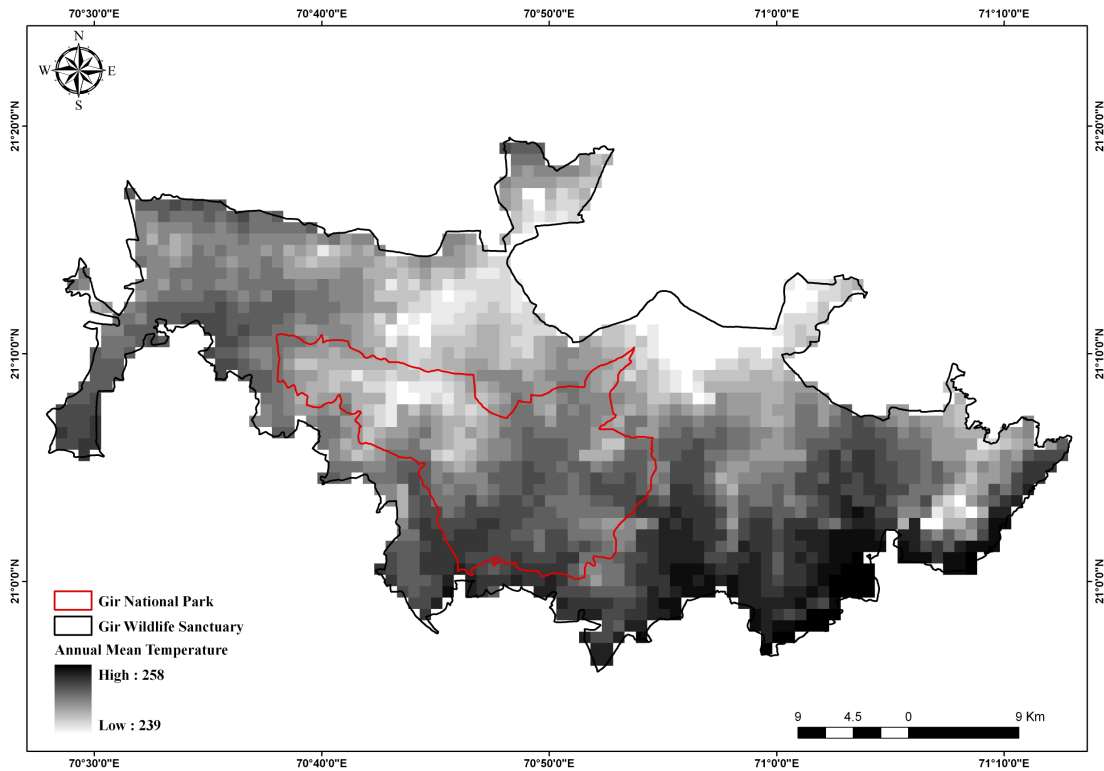 70°30'0"E 70°40'0"E 70°50'0"E 71°0'0"E 71°10'0"E
N
W E
S
21°20'0"N 21°20'0"N
21°10'0"N 21°10'0"N
21°0'0"N 21°0'0"N
Gir National Park
Gir Wildlife Sanctuary
Annual Mean Temperature
High : 258
Low : 239
9 4.5 0 9 Km
70°30'0"E 70°40'0"E 70°50'0"E 71°0'0"E 71°10'0"E